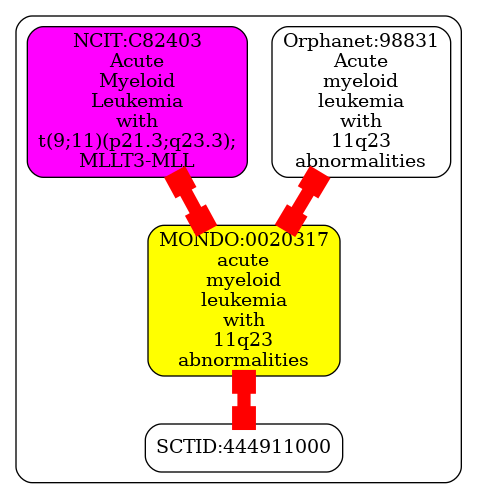 NCIT:C82403
Acute
Myeloid
Leukemia
with
t(9;11)(p21.3;q23.3);
MLLT3-MLL
Orphanet:98831
Acute
myeloid
leukemia
with
11q23
abnormalities
MONDO:0020317
acute
myeloid
leukemia
with
11q23
abnormalities
SCTID:444911000